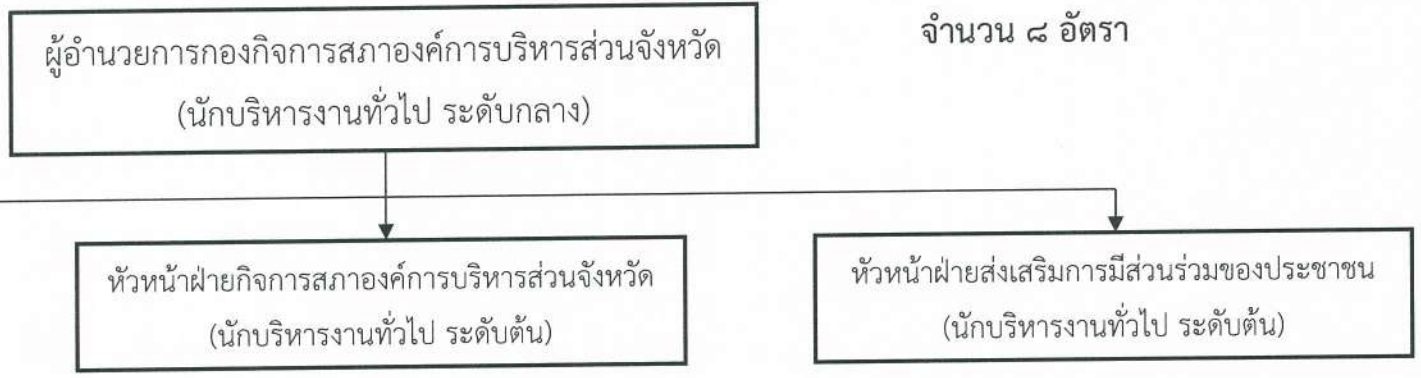 จำนวน ๘ อัตรา
ผู้อำนวยการกองกิจการสภาองค์การบริหารส่วนจังหวัด
(นักบริหารงานทั่วไป ระดับกลาง)
หัวหน้าฝ่ายกิจการสภาองค์การบริหารส่วนจังหวัด
(นักบริหารงานทั่วไป ระดับต้น)
หัวหน้าฝ่ายส่งเสริมการมีส่วนร่วมของประชาชน
(นักบริหารงานทั่วไป ระดับต้น)